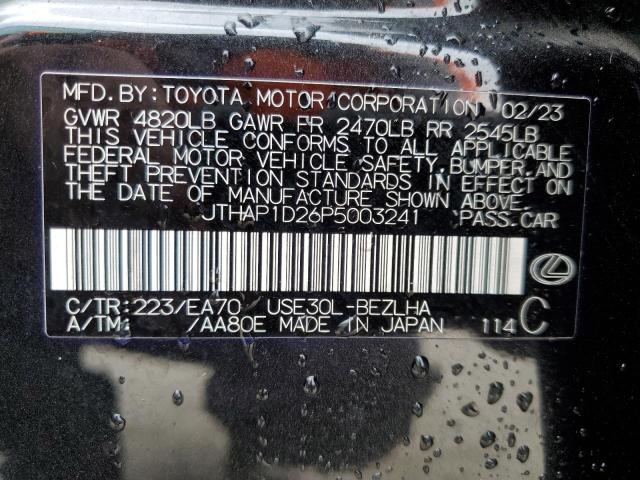 MFD.BY: TOYOTA MOTOR CORPORATION 02/23
GVWR 4820LB GAWR FR 2470LB RR 2545LB
THIS VEHICLE CONFORMS TO ALL APPLICABLE
FEDERAL MOTOR VEHICLE SAFETY, BUMPER, AND
THEFT PREVENTION STANDARDS IN EFFECT ON
THE DATE OF MANUFACTURE SHOWN ABOVE.
JTHAP1D26P5003241 PASS.CAR
C/TR:223/EA70 USE30L-BEZLHA
A/TM: /AA80E MADE IN JAPAN 114 C